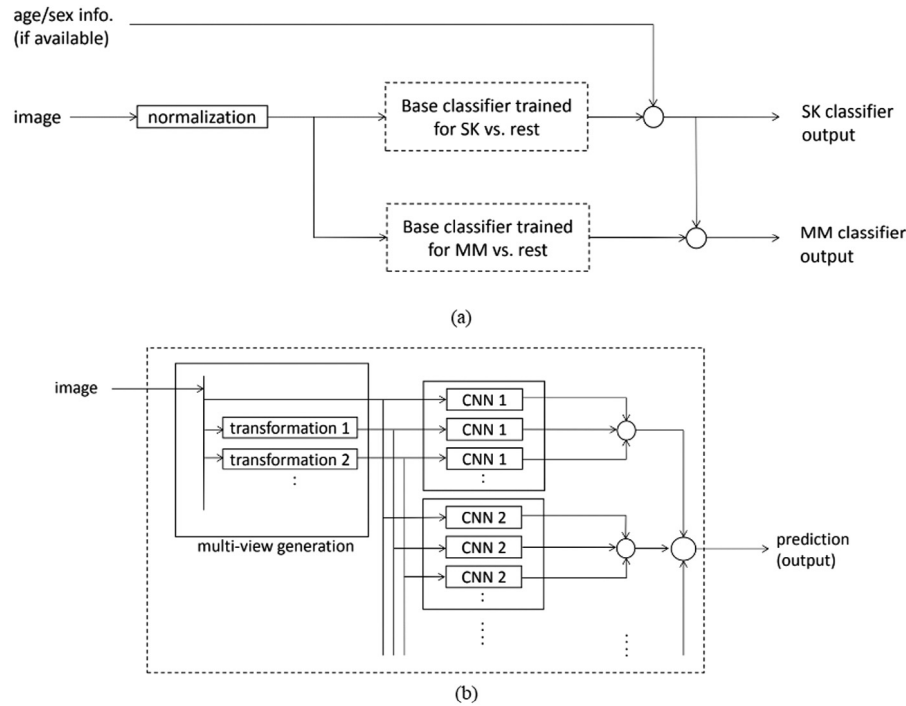 age/sex info.
(if available)
image
normalization
Base classifier trained
for SK vs. rest
SK classifier
output
Base classifier trained
for MM vs. rest
MM classifier
output
(a)
image
transformation 1
transformation 2
⋮
multi-view generation
CNN 1
CNN 1
CNN 1
⋮
CNN 2
CNN 2
CNN 2
⋮
prediction
(output)
(b)